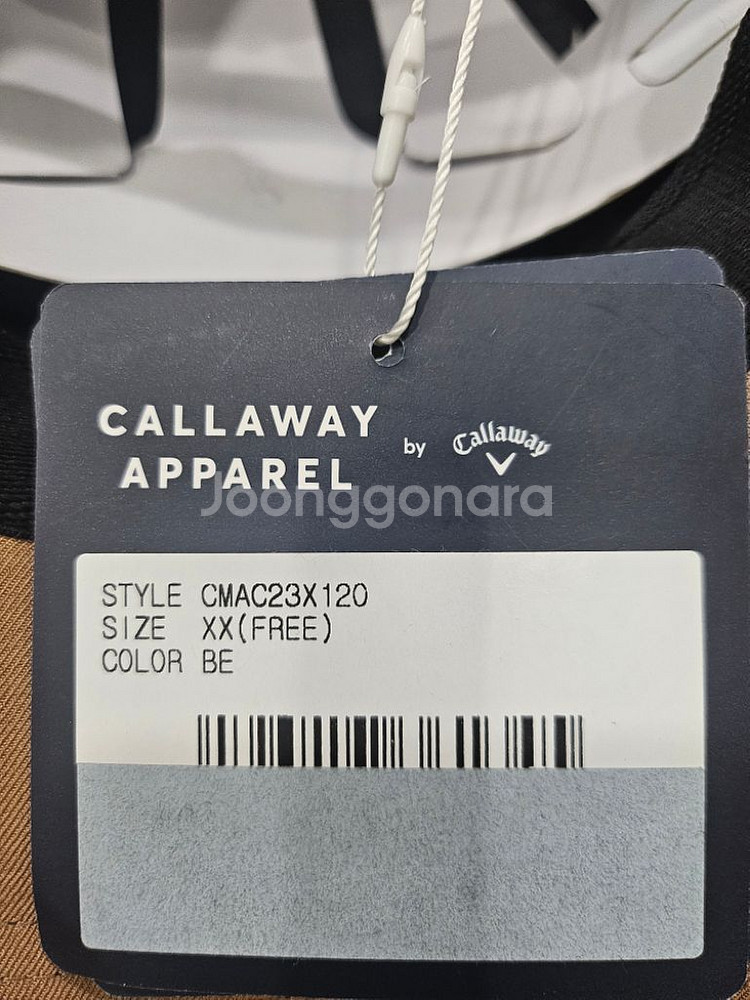 CALLAWAY
APPAREL
by
Callaway
Joonggonara
STYLE CMAC23X120
SIZE XX(FREE)
COLOR BE